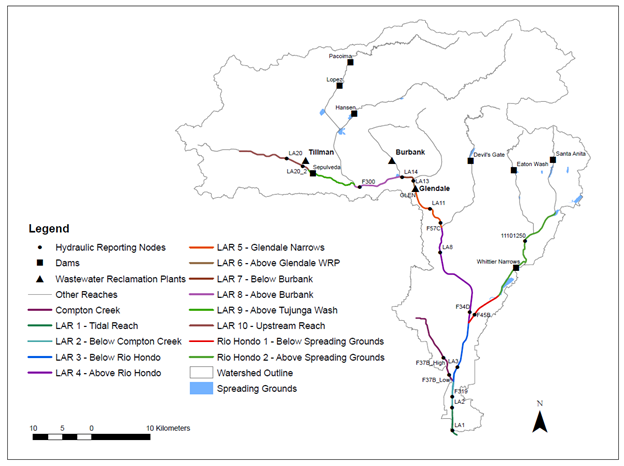 Pacoima
Lopez
Hansen
LA20
Tillman
LA20_2
Sepulveda
Burbank
F300
LA14
LA13
Glendale
GLEN
LA11
F57C
LA8
Devil's Gate
Eaton Wash
Santa Anita
11101250
Whittier Narrows
F34D
F45B
F37B_High
LA3
F37B_Low
F319
LA2
LA1
Legend
Hydraulic Reporting Nodes
Dams
Wastewater Reclamation Plants
Other Reaches
Compton Creek
LAR 1 - Tidal Reach
LAR 2 - Below Compton Creek
LAR 3 - Below Rio Hondo
LAR 4 - Above Rio Hondo
LAR 5 - Glendale Narrows
LAR 6 - Above Glendale WRP
LAR 7 - Below Burbank
LAR 8 - Above Burbank
LAR 9 - Above Tujunga Wash
LAR 10 - Upstream Reach
Rio Hondo 1 - Below Spreading Grounds
Rio Hondo 2 - Above Spreading Grounds
Watershed Outline
Spreading Grounds
10 5 0 10 Kilometers
N